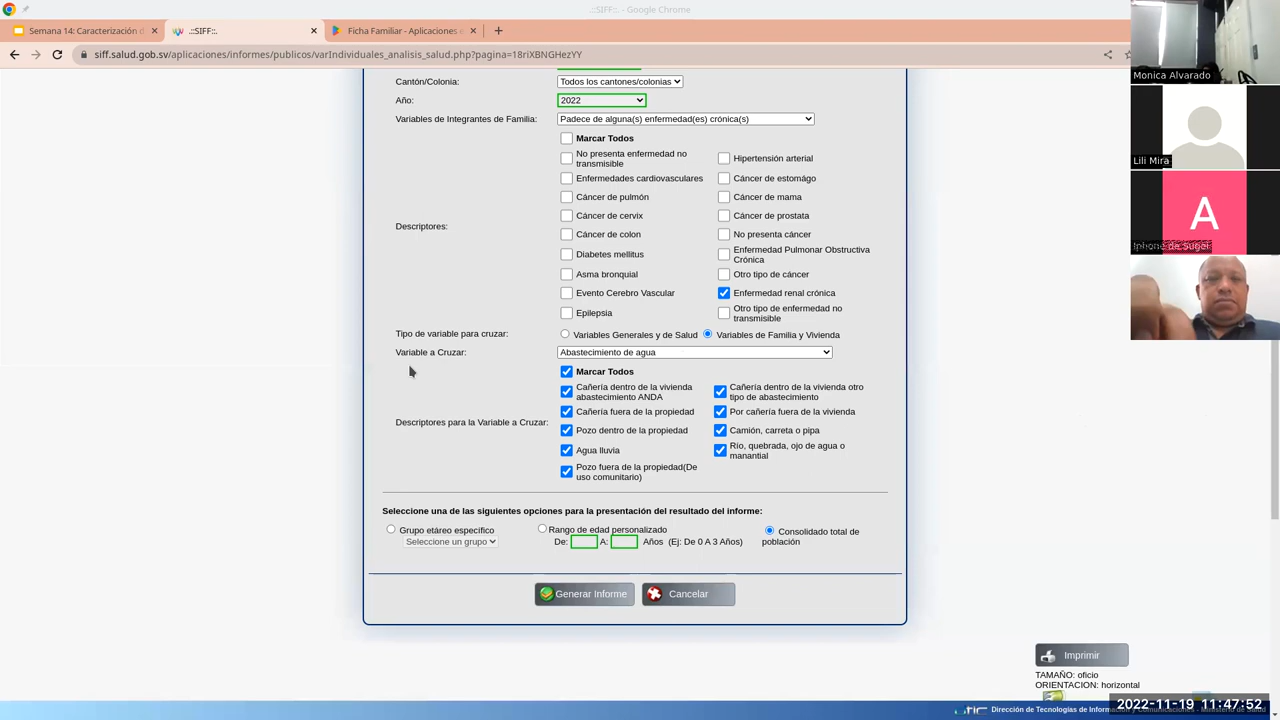 .::SIFF::. - Google Chrome
Semana 14: Caracterización d
.::SIFF::.
Ficha Familiar - Aplicaciones e
siff.salud.gob.sv/aplicaciones/informes/publicos/varIndividuales_analisis_salud.php?pagina=18riXBNGHezYY
Cantón/Colonia: Todos los cantones/colonias
Año: 2022
Variables de Integrantes de Familia: Padece de alguna(s) enfermedad(es) crónica(s)
Marcar Todos
No presenta enfermedad no
transmisible
Hipertensión arterial
Enfermedades cardiovasculares
Cáncer de estomágo
Cáncer de pulmón
Cáncer de mama
Cáncer de cervix
Cáncer de prostata
Descriptores:
Cáncer de colon
No presenta cáncer
Diabetes mellitus
Enfermedad Pulmonar Obstructiva
Crónica
Asma bronquial
Otro tipo de cáncer
Evento Cerebro Vascular
Enfermedad renal crónica
Epilepsia
Otro tipo de enfermedad no
transmisible
Tipo de variable para cruzar: Variables Generales y de Salud Variables de Familia y Vivienda
Variable a Cruzar: Abastecimiento de agua
Marcar Todos
Cañería dentro de la vivienda
abastecimiento ANDA
Cañería dentro de la vivienda otro
tipo de abastecimiento
Cañería fuera de la propiedad
Por cañería fuera de la vivienda
Descriptores para la Variable a Cruzar:
Pozo dentro de la propiedad
Camión, carreta o pipa
Agua lluvia
Río, quebrada, ojo de agua o
manantial
Pozo fuera de la propiedad(De
uso comunitario)
Seleccione una de las siguientes opciones para la presentación del resultado del informe:
Grupo etáreo específico
Seleccione un grupo
Rango de edad personalizado
De: A: Años (Ej: De 0 A 3 Años)
Consolidado total de
población
Generar Informe
Cancelar
Imprimir
TAMAÑO: oficio
ORIENTACION: horizontal
Dirección de Tecnologías de Información
2022-11-19 11:47:52
Monica Alvarado
Lili Mira
A
Iphone de Sugei